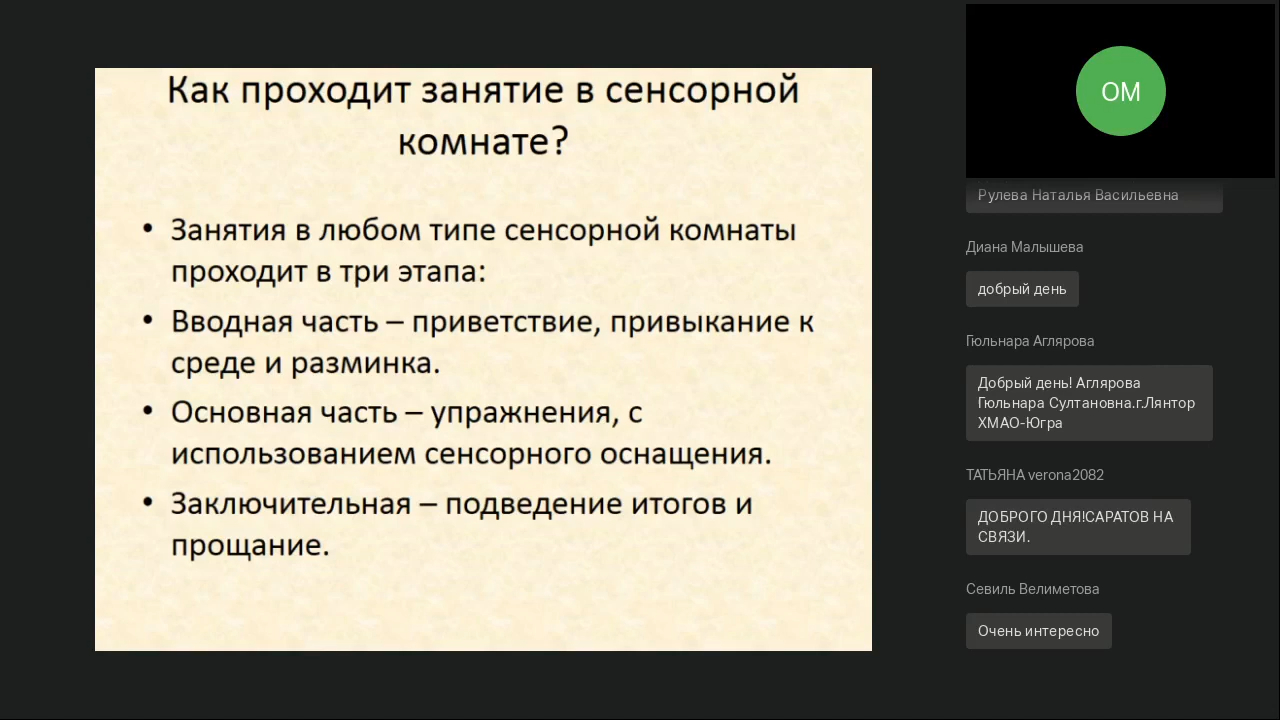 Как проходит занятие в сенсорной
комнате?
• Занятия в любом типе сенсорной комнаты
проходит в три этапа:
• Вводная часть – приветствие, привыкание к
среде и разминка.
• Основная часть – упражнения, с
использованием сенсорного оснащения.
• Заключительная – подведение итогов и
прощание.
ОМ
Рулева Наталья Васильевна
Диана Малышева
добрый день
Гюльнара Аглярова
Добрый день! Аглярова
Гюльнара Султановна.г.Лянтор
ХМАО-Югра
ТАТЬЯНА verona2082
ДОБРОГО ДНЯ!САРАТОВ НА
СВЯЗИ.
Севиль Велиметова
Очень интересно